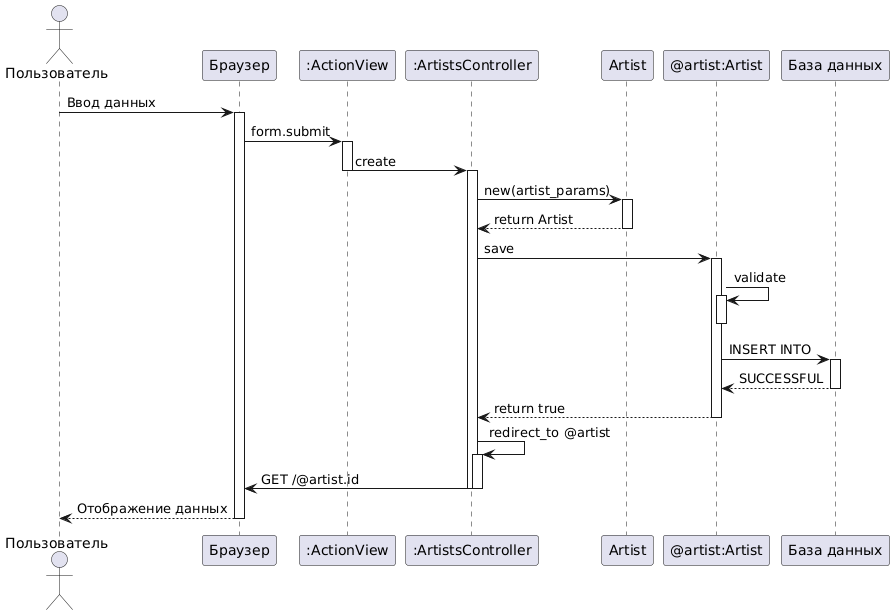 Пользователь
Браузер
:ActionView
:ArtistsController
Artist
@artist:Artist
База данных
Ввод данных
form.submit
create
new(artist_params)
return Artist
save
validate
INSERT INTO
SUCCESSFUL
return true
redirect_to @artist
GET /@artist.id
Отображение данных
Пользователь
Браузер
:ActionView
:ArtistsController
Artist
@artist:Artist
База данных